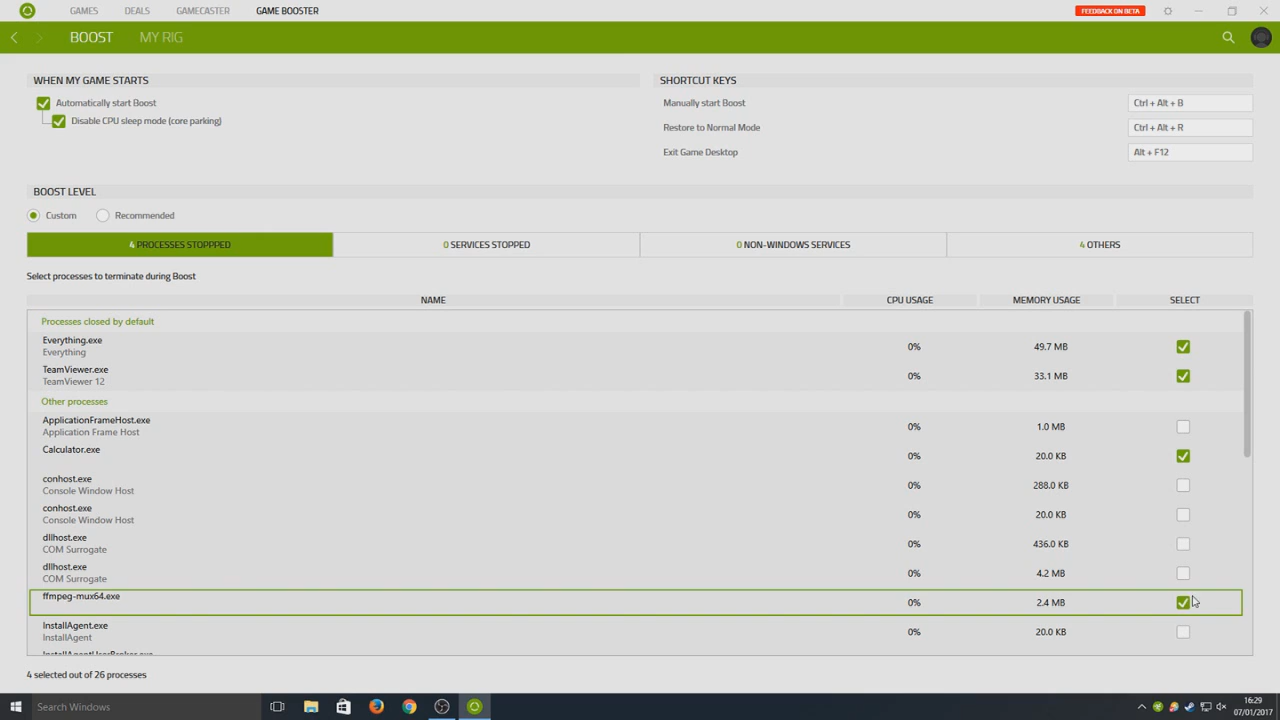 GAMES DEALS GAMECASTER GAME BOOSTER FEEDBACK ON BETA
BOOST MY RIG
WHEN MY GAME STARTS
Automatically start Boost
Disable CPU sleep mode (core parking)
SHORTCUT KEYS
Manually start Boost Ctrl + Alt + B
Restore to Normal Mode Ctrl + Alt + R
Exit Game Desktop Alt + F12
BOOST LEVEL
Custom Recommended
4 PROCESSES STOPPPED 0 SERVICES STOPPED 0 NON-WINDOWS SERVICES 4 OTHERS
Select processes to terminate during Boost
NAME CPU USAGE MEMORY USAGE SELECT
Processes closed by default
Everything.exe
Everything
0% 49.7 MB
TeamViewer.exe
TeamViewer 12
0% 33.1 MB
Other processes
ApplicationFrameHost.exe
Application Frame Host
0% 1.0 MB
Calculator.exe
0% 20.0 KB
conhost.exe
Console Window Host
0% 288.0 KB
conhost.exe
Console Window Host
0% 20.0 KB
dllhost.exe
COM Surrogate
0% 436.0 KB
dllhost.exe
COM Surrogate
0% 4.2 MB
ffmpeg-mux64.exe
0% 2.4 MB
InstallAgent.exe
InstallAgent
0% 20.0 KB
InstallAgentUserBroker.exe
4 selected out of 26 processes
Search Windows
16:29
07/01/2017